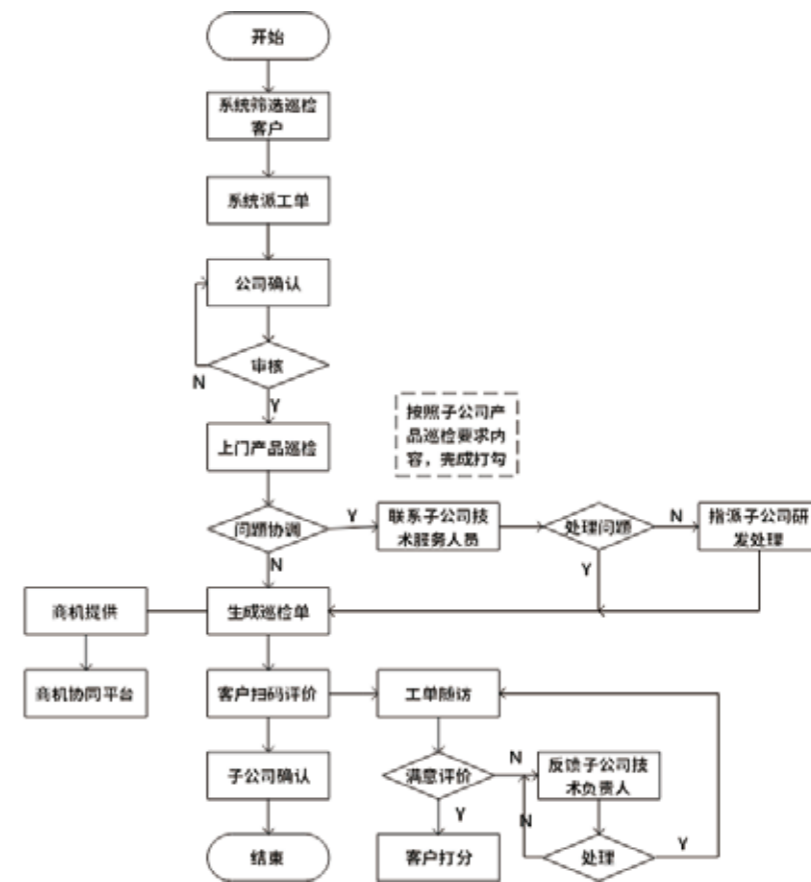 开始
系统筛选巡检
客户
系统派工单
公司确认
审核
N
Y
上门产品巡检
按照子公司产
品巡检要求内
容，完成打勾
问题协调
Y
联系子公司技
术服务人员
处理问题
N
指派子公司研
发处理
N
Y
商机提供
生成巡检单
商机协同平台
客户扫码评价
工单随访
子公司确认
满意评价
N
反馈子公司技
术负责人
Y
N
Y
结束
客户打分
处理